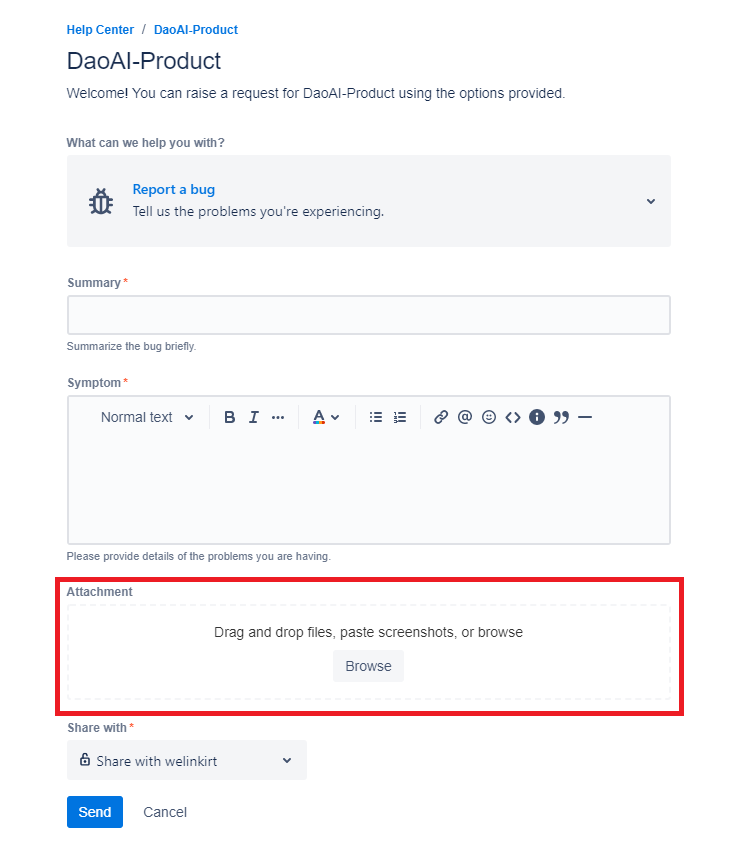 Help Center / DaoAI-Product
DaoAI-Product
Welcome! You can raise a request for DaoAI-Product using the options provided.
What can we help you with?
Report a bug
Tell us the problems you're experiencing.
Summary *
Summarize the bug briefly.
Symptom *
Normal text B I ... A @
Please provide details of the problems you are having.
Attachment
Drag and drop files, paste screenshots, or browse
Browse
Share with *
Share with welinkirt
Send Cancel